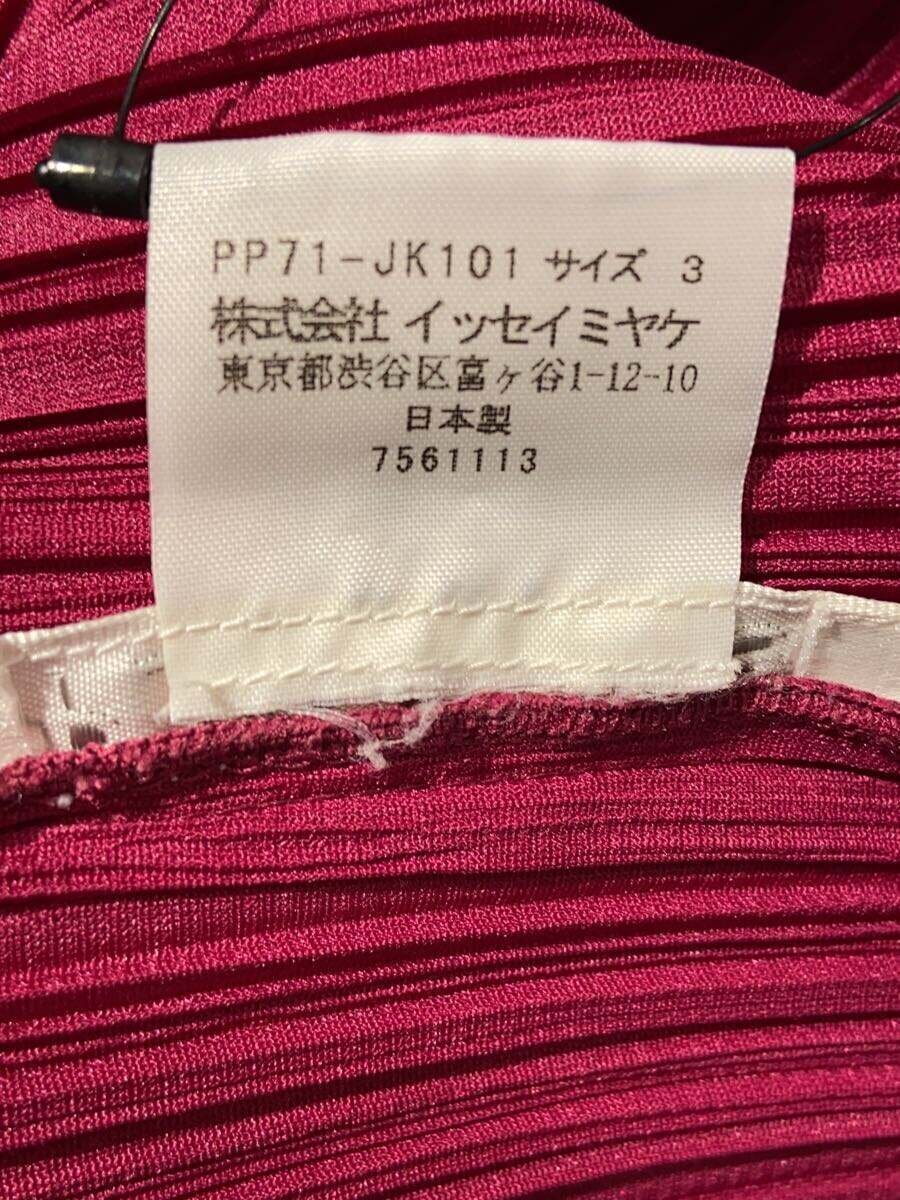 PP71-JK101 サイズ 3
株式会社 イッセイミヤケ
東京都渋谷区富ヶ谷1-12-10
日本製
7561113